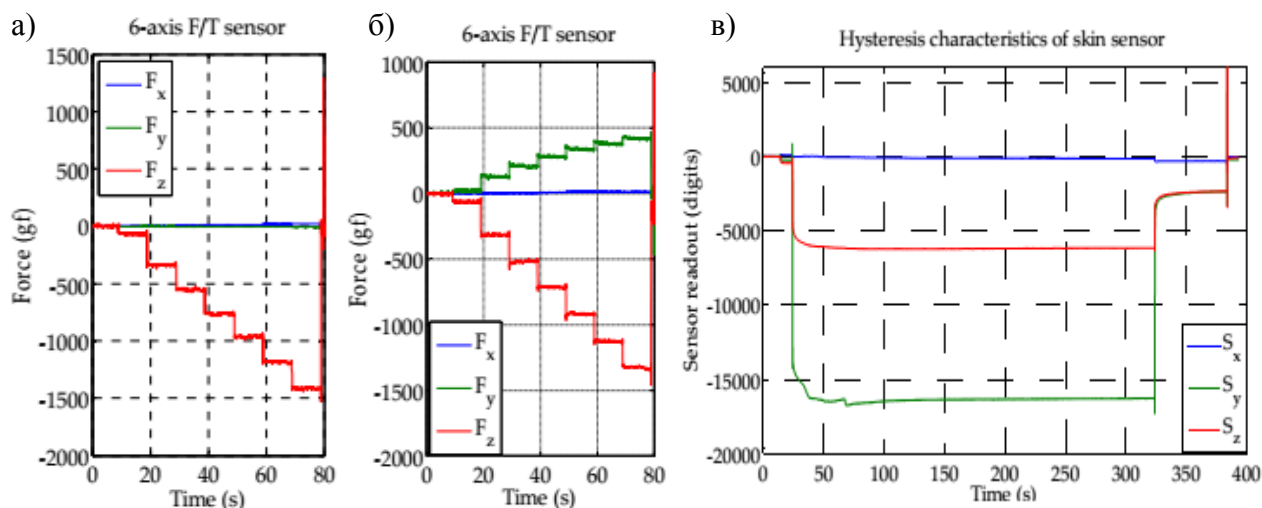 а)
6-axis F/T sensor
1500
1000
500
0
-500
-1000
-1500
-2000
0 20 40 60 80
Force (gf)
Time (s)
F_x
F_y
F_z
б)
6-axis F/T sensor
1000
500
0
-500
-1000
-1500
-2000
0 20 40 60 80
Force (gf)
Time (s)
F_x
F_y
F_z
в)
Hysteresis characteristics of skin sensor
5000
0
-5000
-10000
-15000
-20000
0 50 100 150 200 250 300 350 400
Sensor readout (digits)
Time (s)
S_x
S_y
S_z